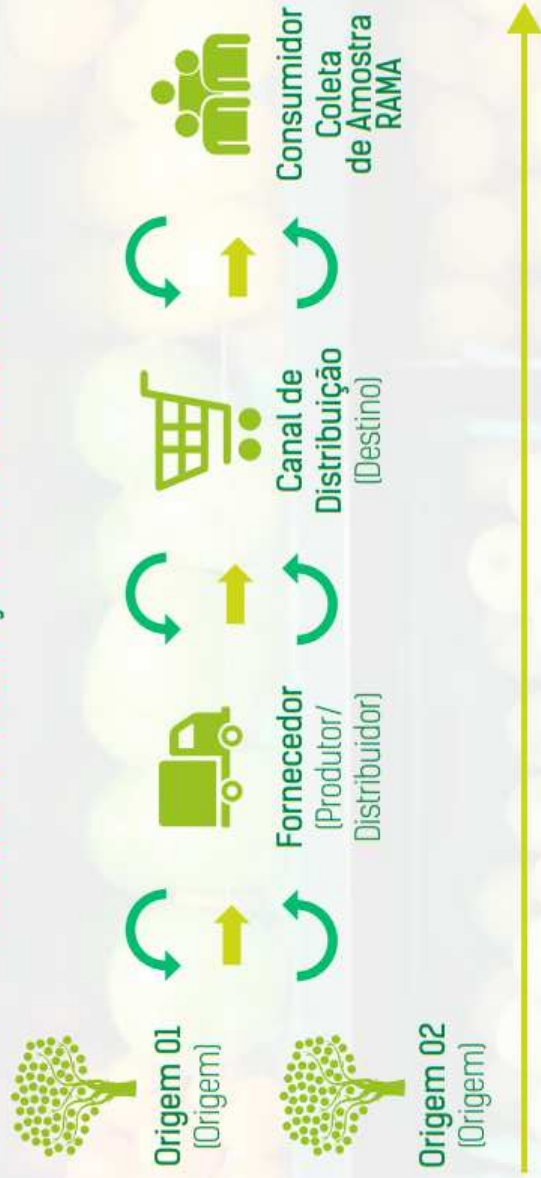 Origem 01
(Origem)
Origem 02
(Origem)
Fornecedor
(Produtor/
Distribuidor)
Canal de
Distribuição
(Destino)
Consumidor
Coleta
de Amostra
RAMA